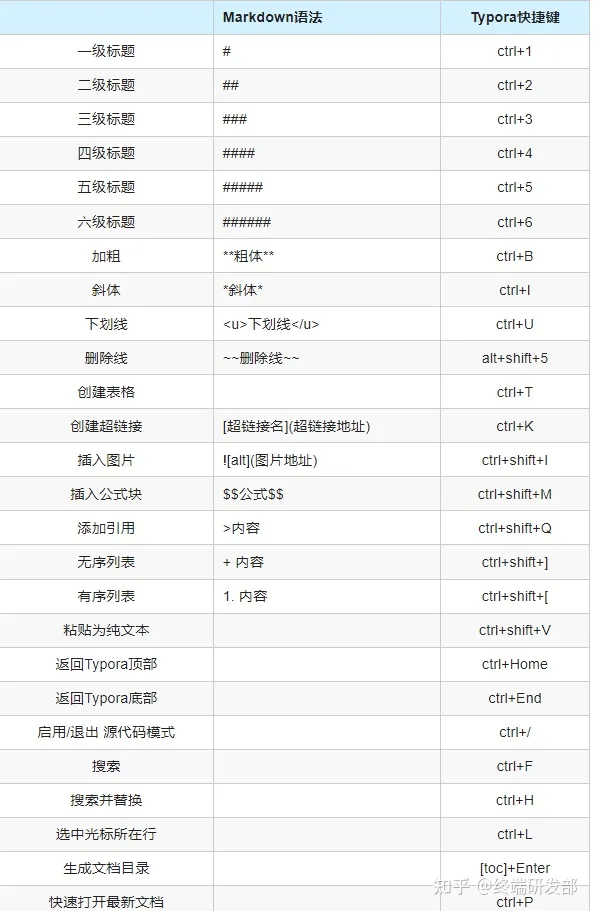 Markdown语法 Typora快捷键
一级标题 # ctrl+1
二级标题 ## ctrl+2
三级标题 ### ctrl+3
四级标题 #### ctrl+4
五级标题 ##### ctrl+5
六级标题 ###### ctrl+6
加粗 **粗体** ctrl+B
斜体 *斜体* ctrl+I
下划线 <u>下划线</u> ctrl+U
删除线 ~~删除线~~ alt+shift+5
创建表格 ctrl+T
创建超链接 [超链接名](超链接地址) ctrl+K
插入图片 ![alt](图片地址) ctrl+shift+I
插入公式块 $$公式$$ ctrl+shift+M
添加引用 >内容 ctrl+shift+Q
无序列表 + 内容 ctrl+shift+]
有序列表 1. 内容 ctrl+shift+[
粘贴为纯文本 ctrl+shift+V
返回Typora顶部 ctrl+Home
返回Typora底部 ctrl+End
启用/退出 源代码模式 ctrl+/
搜索 ctrl+F
搜索并替换 ctrl+H
选中光标所在行 ctrl+L
生成文档目录 [toc]+Enter
知乎 @终端研发部
快速打开最新文档 ctrl+P